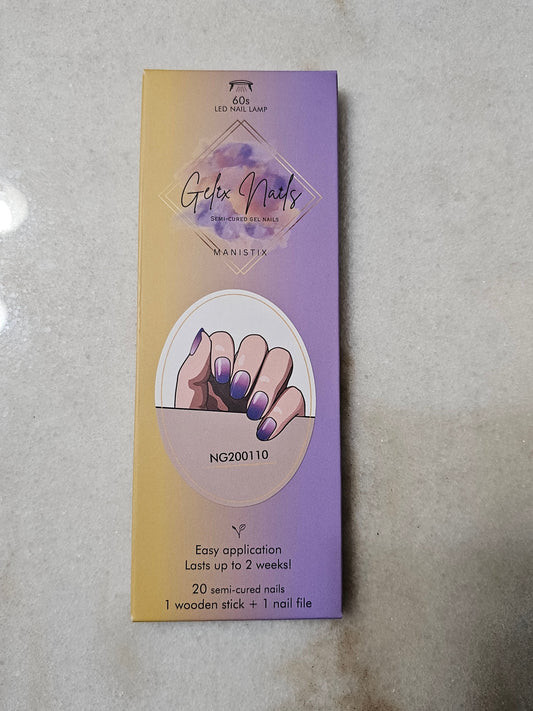 60s
LED NAIL LAMP
Gelix Nails
SEMI-CURED GEL NAILS
MANISTIX
NG200110
Easy application
Lasts up to 2 weeks!
20 semi-cured nails
1 wooden stick + 1 nail file